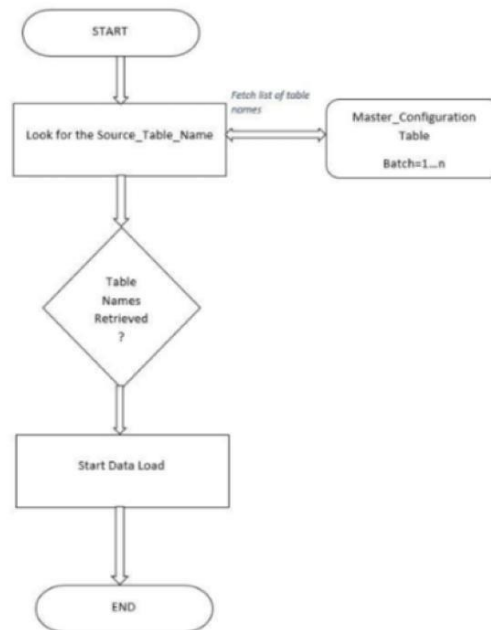 START
Fetch list of table
names
Look for the Source_Table_Name
Master_Configuration
Table
Batch=1...n
Table
Names
Retrieved
?
Start Data Load
END